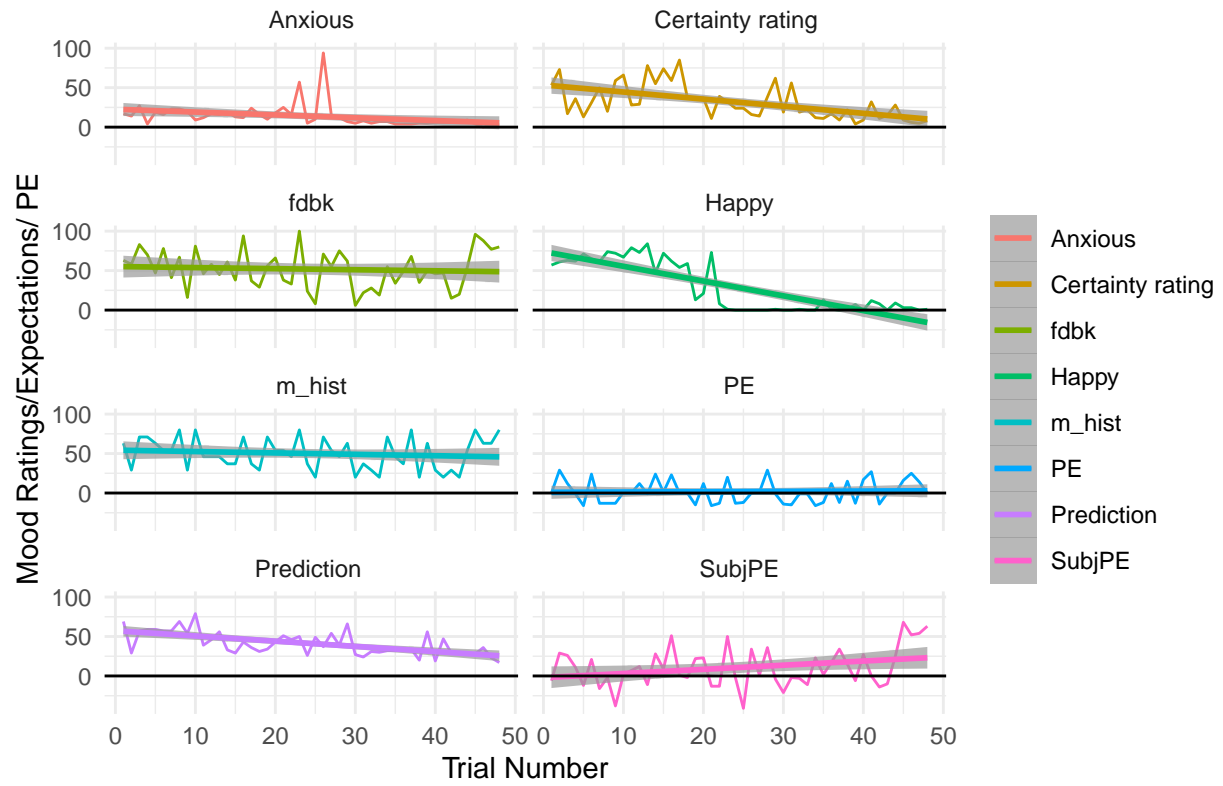 Anxious
Certainty rating
100
50
0
fdbk
Happy
100
50
0
m_hist
PE
100
50
0
Prediction
SubjPE
100
50
0
0 10 20 30 40 50 0 10 20 30 40 50
Trial Number
Mood Ratings/Expectations/ PE
Anxious
Certainty rating
fdbk
Happy
m_hist
PE
Prediction
SubjPE